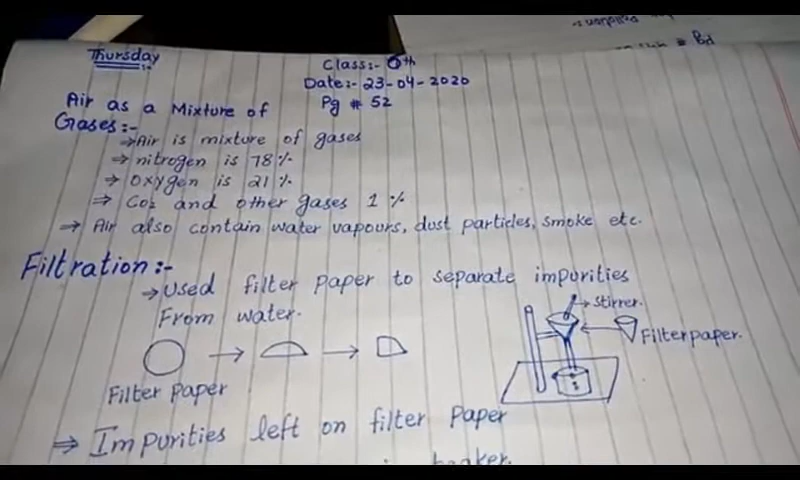 Thursday
Class:- 6th
Date:- 23-04-2020
Pg # 52
Air as a Mixture of
Gases:-
→ Air is mixture of gases
⇒ nitrogen is 78 %
→ Oxygen is 21 %
⇒ Co2 and other gases 1 %
⇒ Air also contain water vapours, dust particles, smoke etc.
Filtration:-
→ Used filter paper to separate impurities
From water.
→ Stirrer.
Filterpaper.
Filter paper
⇒ Impurities left on filter Paper
beaker.